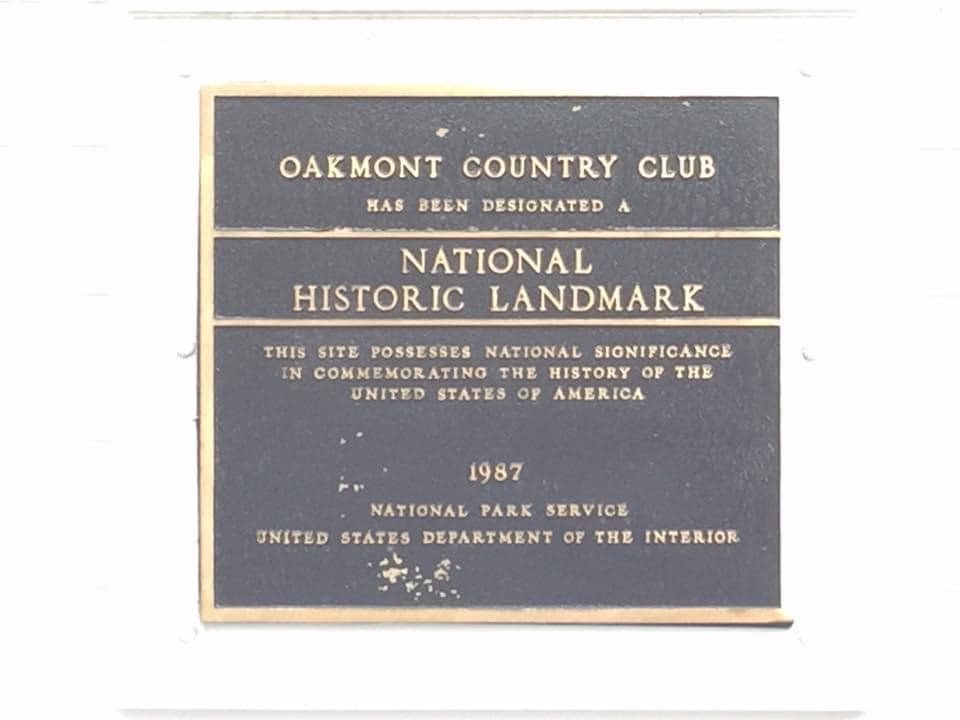 OAKMONT COUNTRY CLUB
HAS BEEN DESIGNATED A
NATIONAL
HISTORIC LANDMARK
THIS SITE POSSESSES NATIONAL SIGNIFICANCE
IN COMMEMORATING THE HISTORY OF THE
UNITED STATES OF AMERICA
1987
NATIONAL PARK SERVICE
UNITED STATES DEPARTMENT OF THE INTERIOR